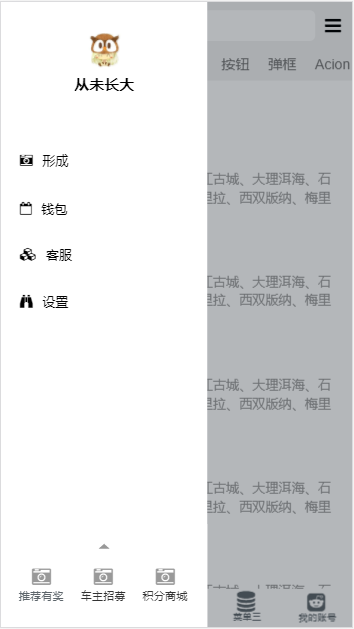 从未长大
按钮 弹框 Acion
形成
钱包
客服
设置
江古城、大理洱海、石
里拉、西双版纳、梅里
江古城、大理洱海、石
里拉、西双版纳、梅里
江古城、大理洱海、石
里拉、西双版纳、梅里
江古城、大理洱海、石
里拉、西双版纳、梅里
推荐有奖 车主招募 积分商城
菜单三 我的账号